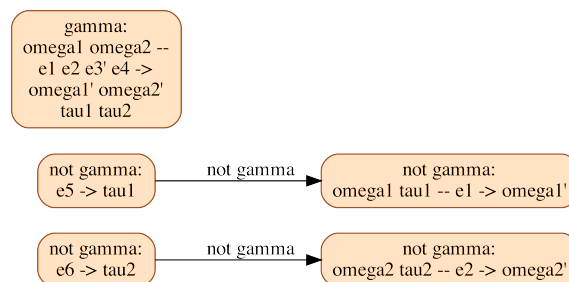 gamma:
omega1 omega2 --
e1 e2 e3' e4 ->
omega1' omega2'
tau1 tau2
not gamma:
e5 -> tau1
not gamma
not gamma:
omega1 tau1 -- e1 -> omega1'
not gamma:
e6 -> tau2
not gamma
not gamma:
omega2 tau2 -- e2 -> omega2'